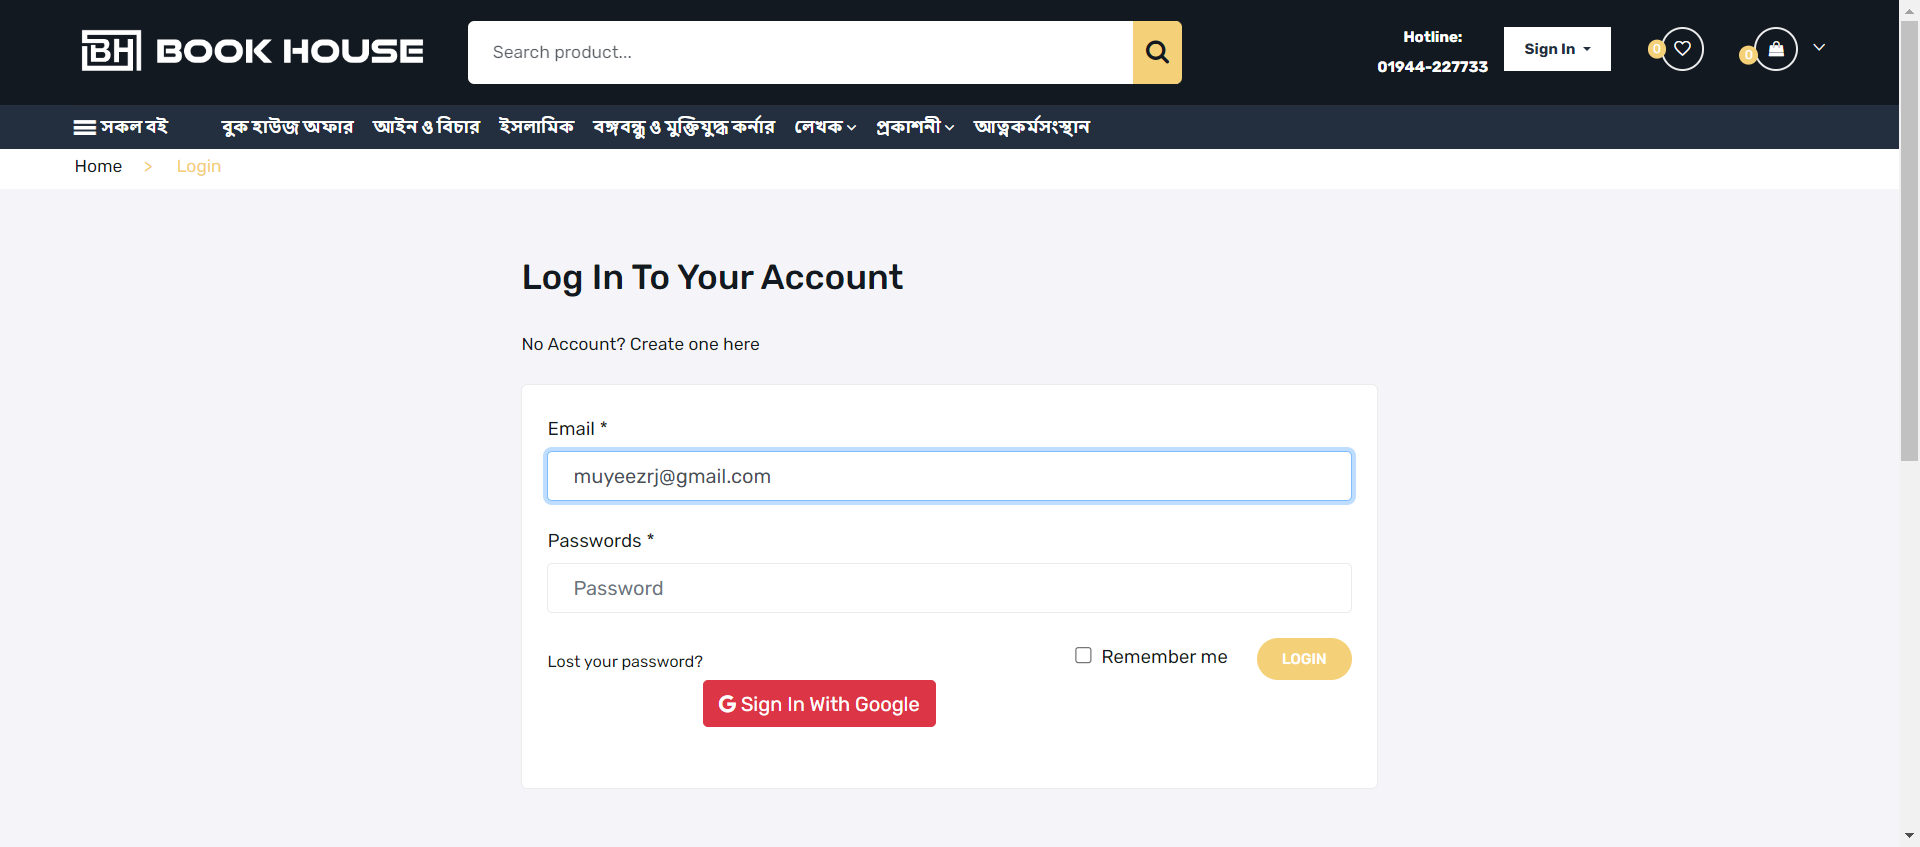 BH BOOK HOUSE
Search product...
Hotline:
01944-227733
Sign In
0
0
সকল বই
বুক হাউজ অফার
আইন ও বিচার
ইসলামিক
বঙ্গবন্ধু ও মুক্তিযুদ্ধ কর্নার
লেখক
প্রকাশনী
আত্নকর্মসংস্থান
Home > Login
Log In To Your Account
No Account? Create one here
Email *
muyeezrj@gmail.com
Passwords *
Password
Lost your password?
Remember me
LOGIN
G Sign In With Google